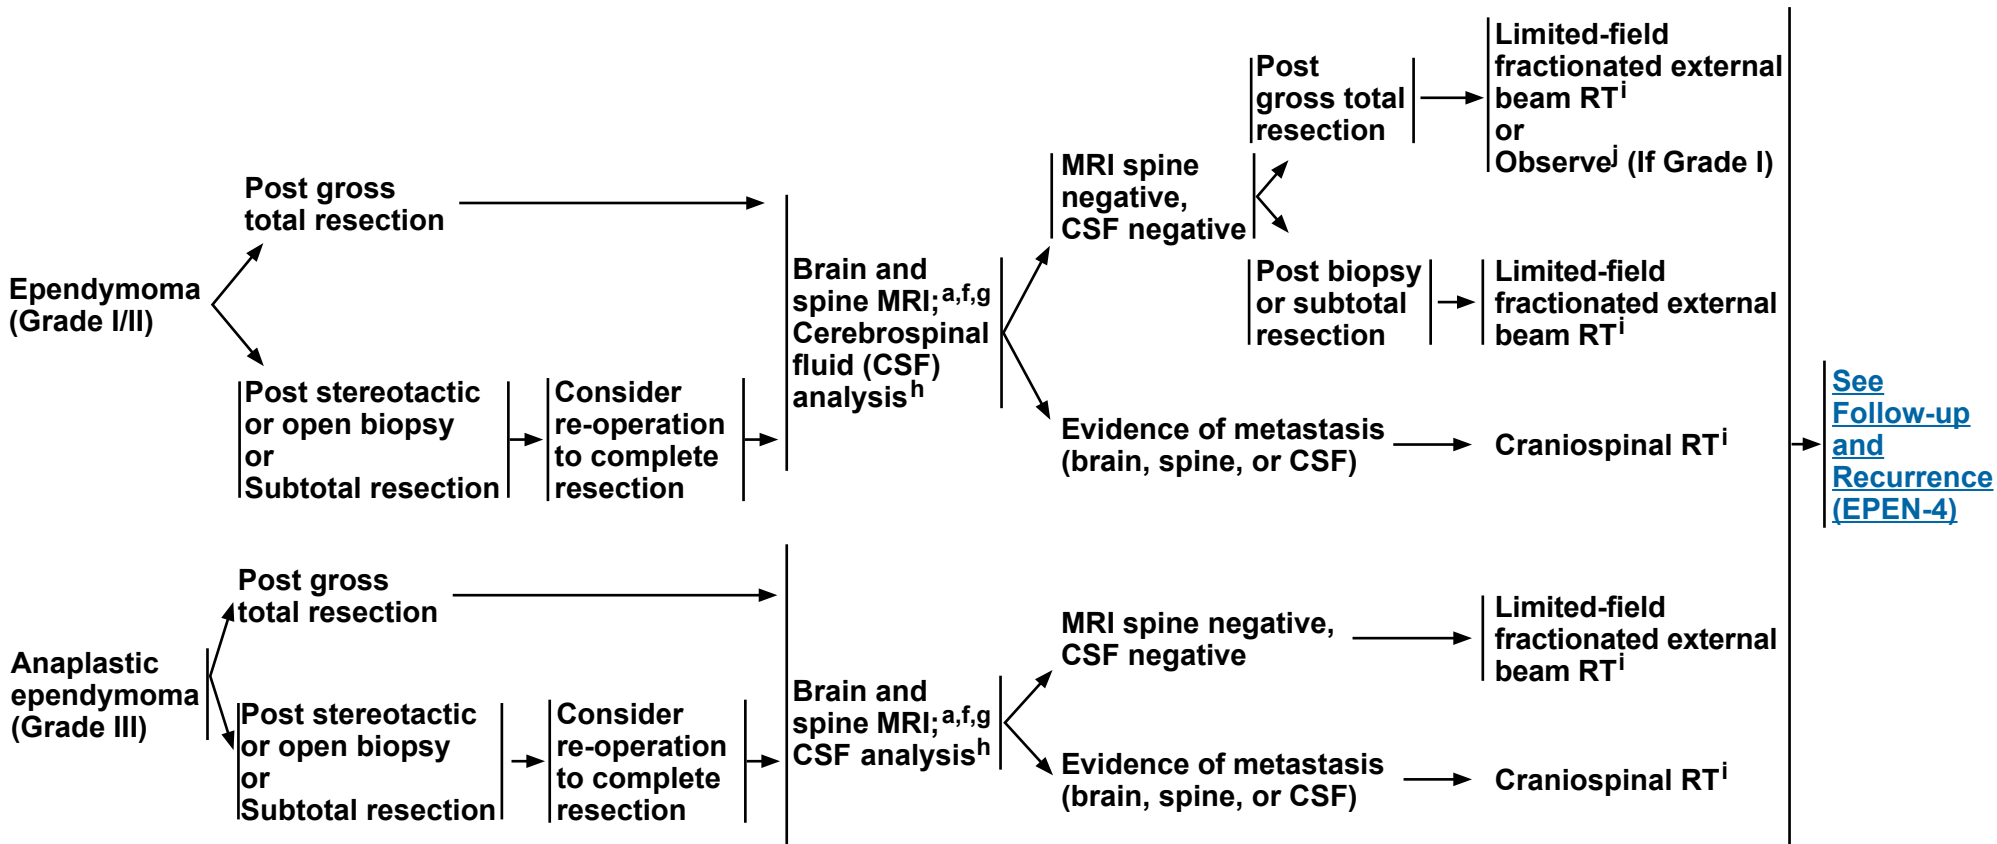 Ependymoma
(Grade I/II)
Post gross
total resection
Post stereotactic
or open biopsy
or
Subtotal resection
Consider
re-operation
to complete
resection
Brain and
spine MRI;a,f,g
Cerebrospinal
fluid (CSF)
analysish
MRI spine
negative,
CSF negative
Post
gross total
resection
Limited-field
fractionated external
beam RTi
or
Observej (If Grade I)
Post biopsy
or subtotal
resection
Limited-field
fractionated external
beam RTi
Evidence of metastasis
(brain, spine, or CSF)
Craniospinal RTi
Anaplastic
ependymoma
(Grade III)
Post gross
total resection
Post stereotactic
or open biopsy
or
Subtotal resection
Consider
re-operation
to complete
resection
Brain and
spine MRI;a,f,g
CSF analysish
MRI spine negative,
CSF negative
Limited-field
fractionated external
beam RTi
Evidence of metastasis
(brain, spine, or CSF)
Craniospinal RTi
See
Follow-up
and
Recurrence
(EPEN-4)